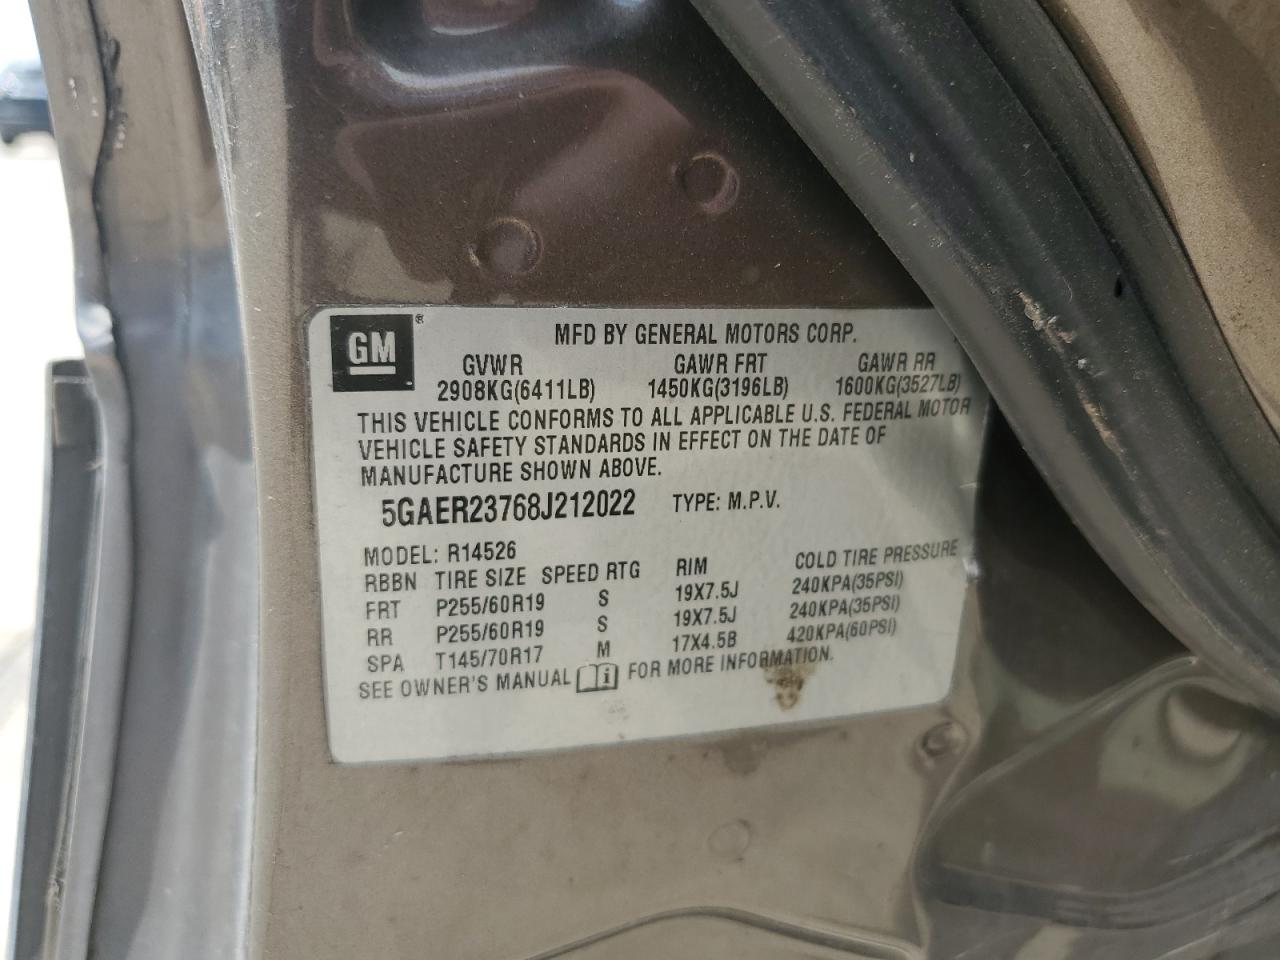 GM ®
MFD BY GENERAL MOTORS CORP.
GVWR GAWR FRT GAWR RR
2908KG(6411LB) 1450KG(3196LB) 1600KG(3527LB)
THIS VEHICLE CONFORMS TO ALL APPLICABLE U.S. FEDERAL MOTOR
VEHICLE SAFETY STANDARDS IN EFFECT ON THE DATE OF
MANUFACTURE SHOWN ABOVE.
5GAER23768J212022 TYPE: M.P.V.
MODEL: R14526
RBBN TIRE SIZE SPEED RTG RIM COLD TIRE PRESSURE
FRT P255/60R19 S 19X7.5J 240KPA(35PSI)
RR P255/60R19 S 19X7.5J 240KPA(35PSI)
SPA T145/70R17 M 17X4.5B 420KPA(60PSI)
SEE OWNER'S MANUAL i FOR MORE INFORMATION.